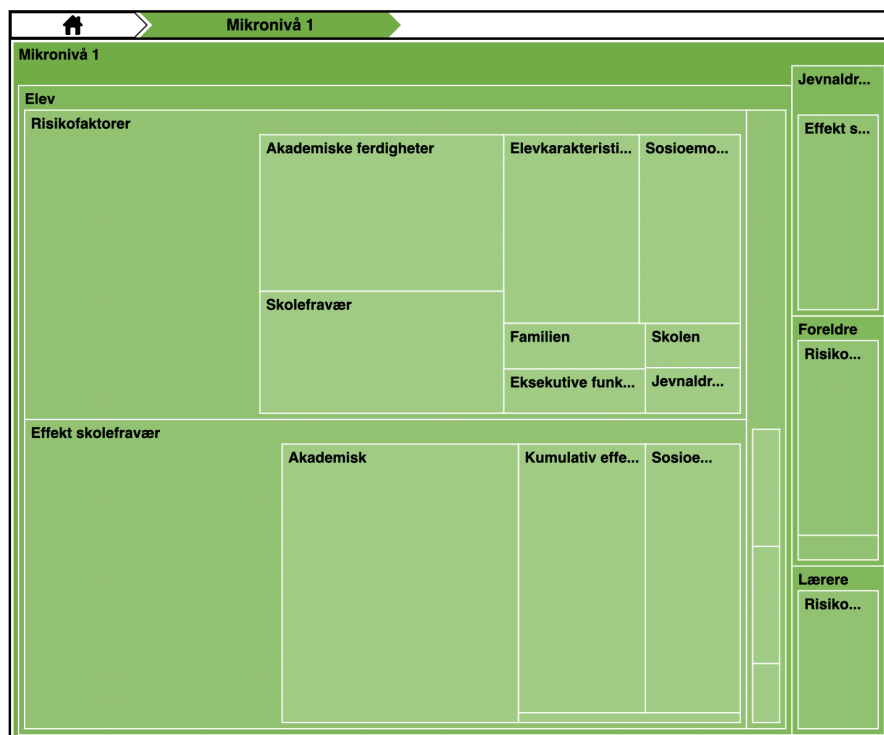 Mikronivå 1
Mikronivå 1
Elev
Risikofaktorer
Akademiske ferdigheter
Elevkarakteristi...
Sosioemo...
Skolefravær
Familien
Skolen
Eksekutive funk...
Jevnaldr...
Effekt skolefravær
Akademisk
Kumulativ effe...
Sosioe...
Jevnaldr...
Effekt s...
Foreldre
Risiko...
Lærere
Risiko...